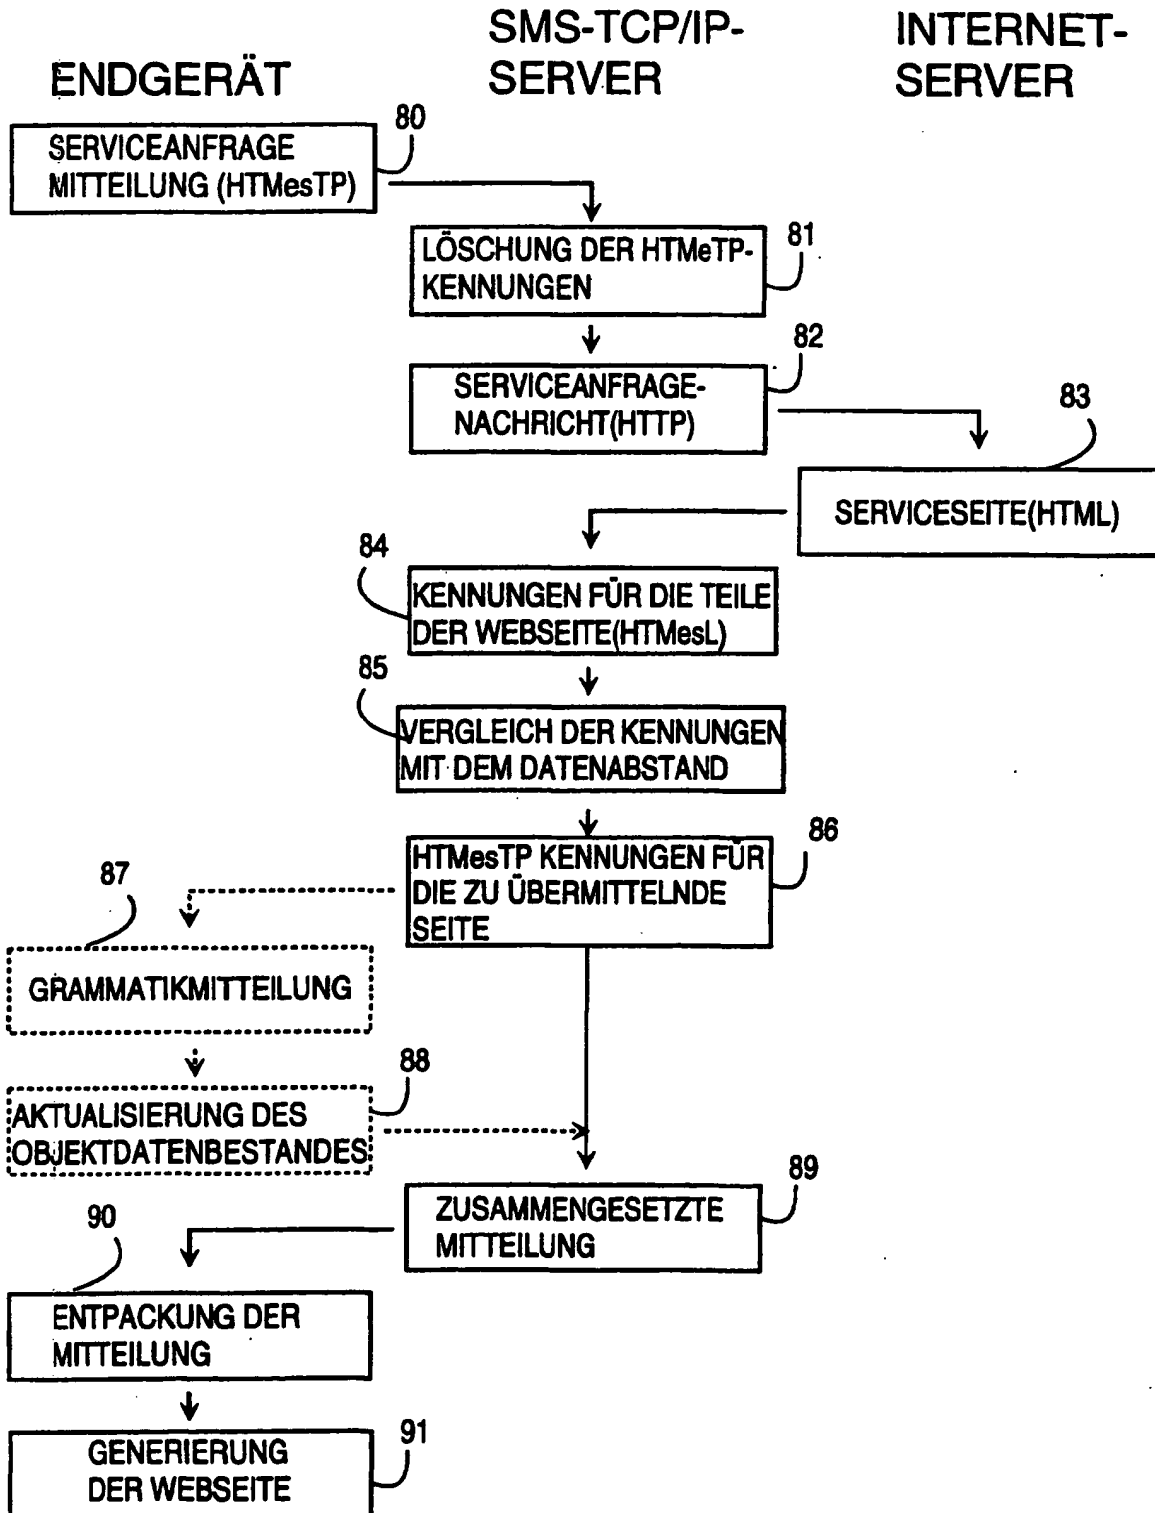 ENDGERÄT
SMS-TCP/IP-
SERVER
INTERNET-
SERVER
80
SERVICEANFRAGE
MITTEILUNG (HTMesTP)
81
LÖSCHUNG DER HTMeTP-
KENNUNGEN
82
SERVICEANFRAGE-
NACHRICHT(HTTP)
83
SERVICESEITE(HTML)
84
KENNUNGEN FÜR DIE TEILE
DER WEBSEITE(HTMesL)
85
VERGLEICH DER KENNUNGEN
MIT DEM DATENABSTAND
86
HTMesTP KENNUNGEN FÜR
DIE ZU ÜBERMITTELNDE
SEITE
87
GRAMMATIKMITTEILUNG
88
AKTUALISIERUNG DES
OBJEKTDATENBESTANDES
89
ZUSAMMENGESETZTE
MITTEILUNG
90
ENTPACKUNG DER
MITTEILUNG
91
GENERIERUNG
DER WEBSEITE